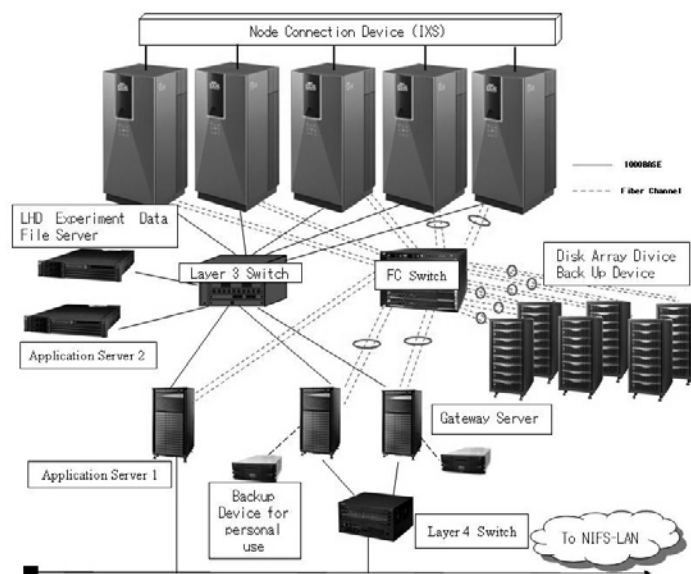 Node Connection Device (IXS)
1000BASE
Fiber Channel
LHD Experiment Data
File Server
Layer 3 Switch
FC Switch
Disk Array Divice
Back Up Device
Application Server 2
Gateway Server
Application Server 1
Backup
Device for
personal
use
Layer 4 Switch
To NIFS-LAN